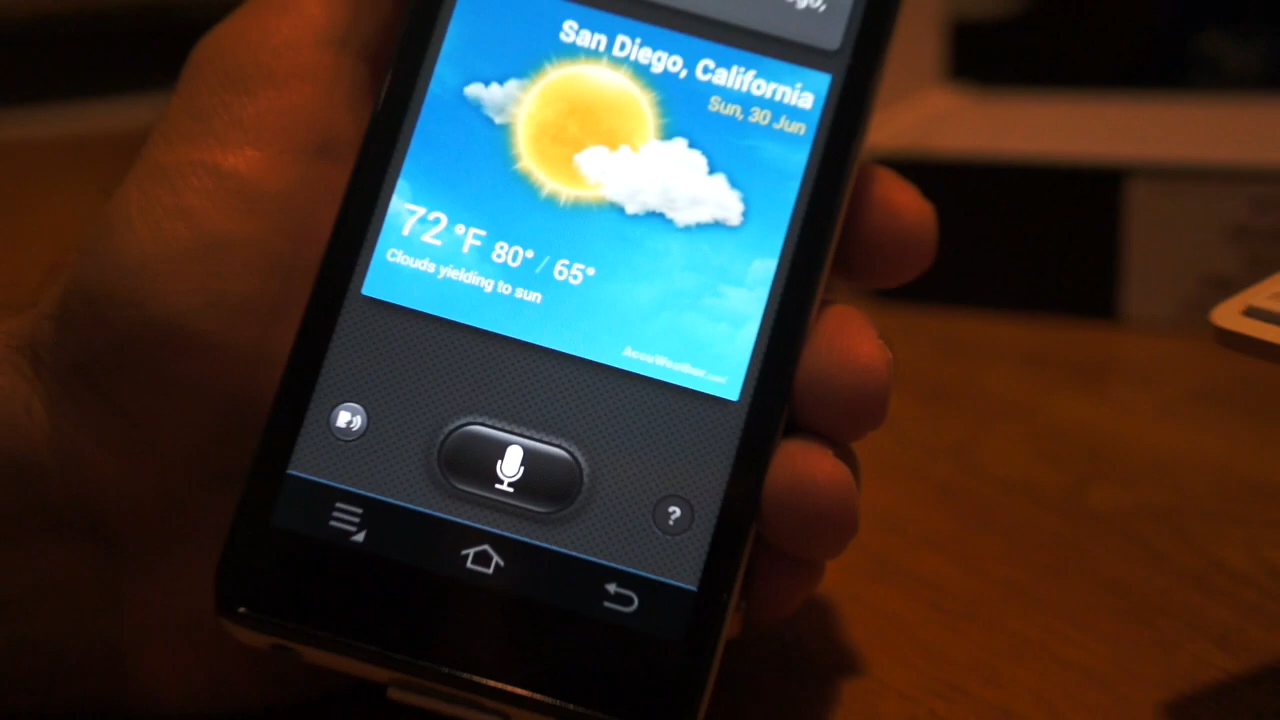 San Diego, California
Sun, 30 Jun
72 °F 80° / 65°
Clouds yielding to sun
AccuWeather.com
?